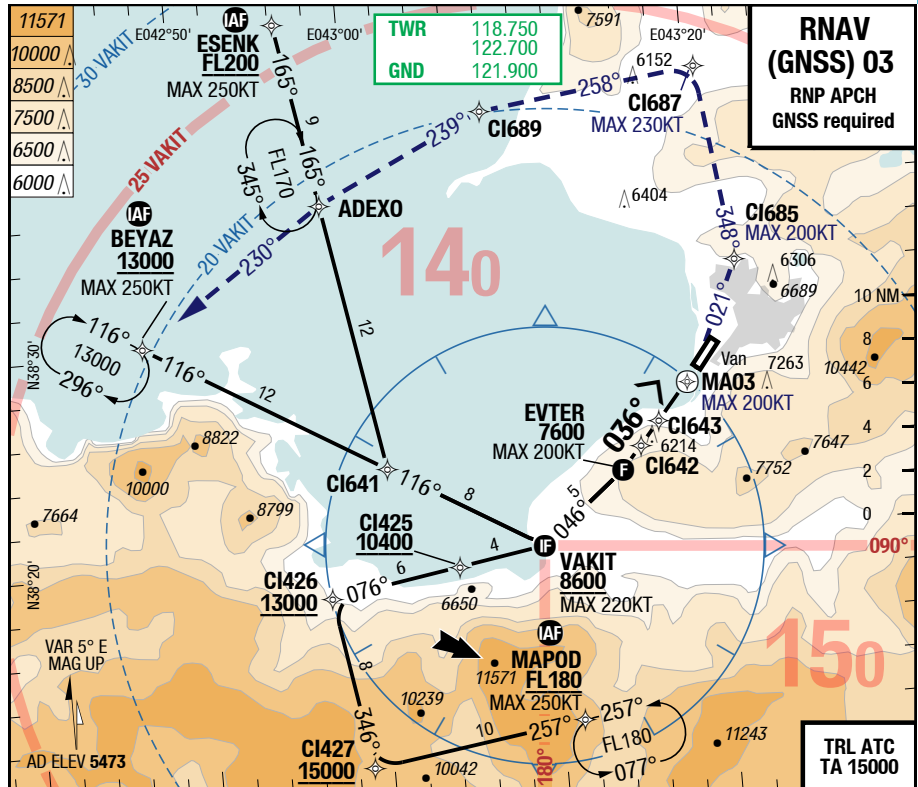 11571
10000
8500
7500
6500
6000
E042°50'
E043°00'
E043°20'
30 VAKIT
25 VAKIT
20 VAKIT
IAF
ESENK
FL200
MAX 250KT
TWR 118.750
122.700
GND 121.900
7591
6152
RNAV
(GNSS) 03
RNP APCH
GNSS required
165°
9
165°
FL170
345°
ADEXO
239°
CI689
258°
CI687
MAX 230KT
6404
348°
CI685
MAX 200KT
6306
6689
230°
IAF
BEYAZ
13000
MAX 250KT
140
12
021°
10 NM
8
6
4
2
0
116°
13000
296°
116°
12
N38°30'
Van
7263
10442
MA03
MAX 200KT
EVTER
7600
MAX 200KT
036°
CI643
6214
CI642
F
7647
7752
8822
10000
8799
7664
CI641
116°
8
5
046°
CI425
10400
4
6
076°
IF
VAKIT
8600
MAX 220KT
090°
CI426
13000
6650
N38°20'
VAR 5° E
MAG UP
AD ELEV 5473
8
346°
11571
10239
IAF
MAPOD
FL180
MAX 250KT
150
CI427
15000
10
257°
257°
FL180
077°
10042
180°
11243
TRL ATC
TA 15000